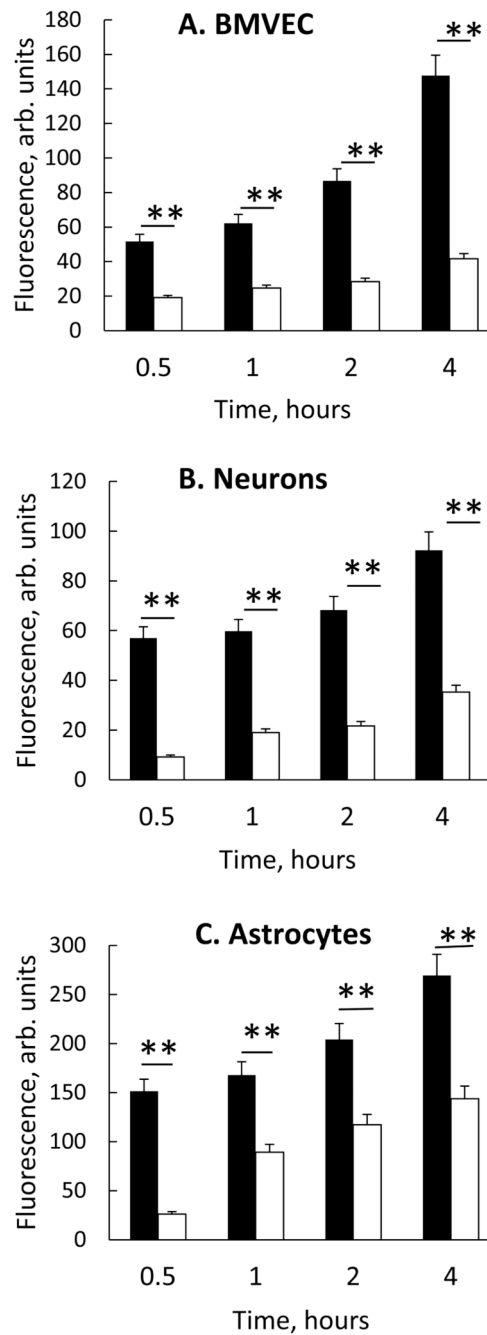 A. BMVEC
Fluorescence, arb. units
180
160
140
120
100
80
60
40
20
0
** ** ** **
0.5 1 2 4
Time, hours
B. Neurons
Fluorescence, arb. units
120
100
80
60
40
20
0
** ** ** **
0.5 1 2 4
Time, hours
C. Astrocytes
Fluorescence, arb. units
300
250
200
150
100
50
0
** ** ** **
0.5 1 2 4
Time, hours